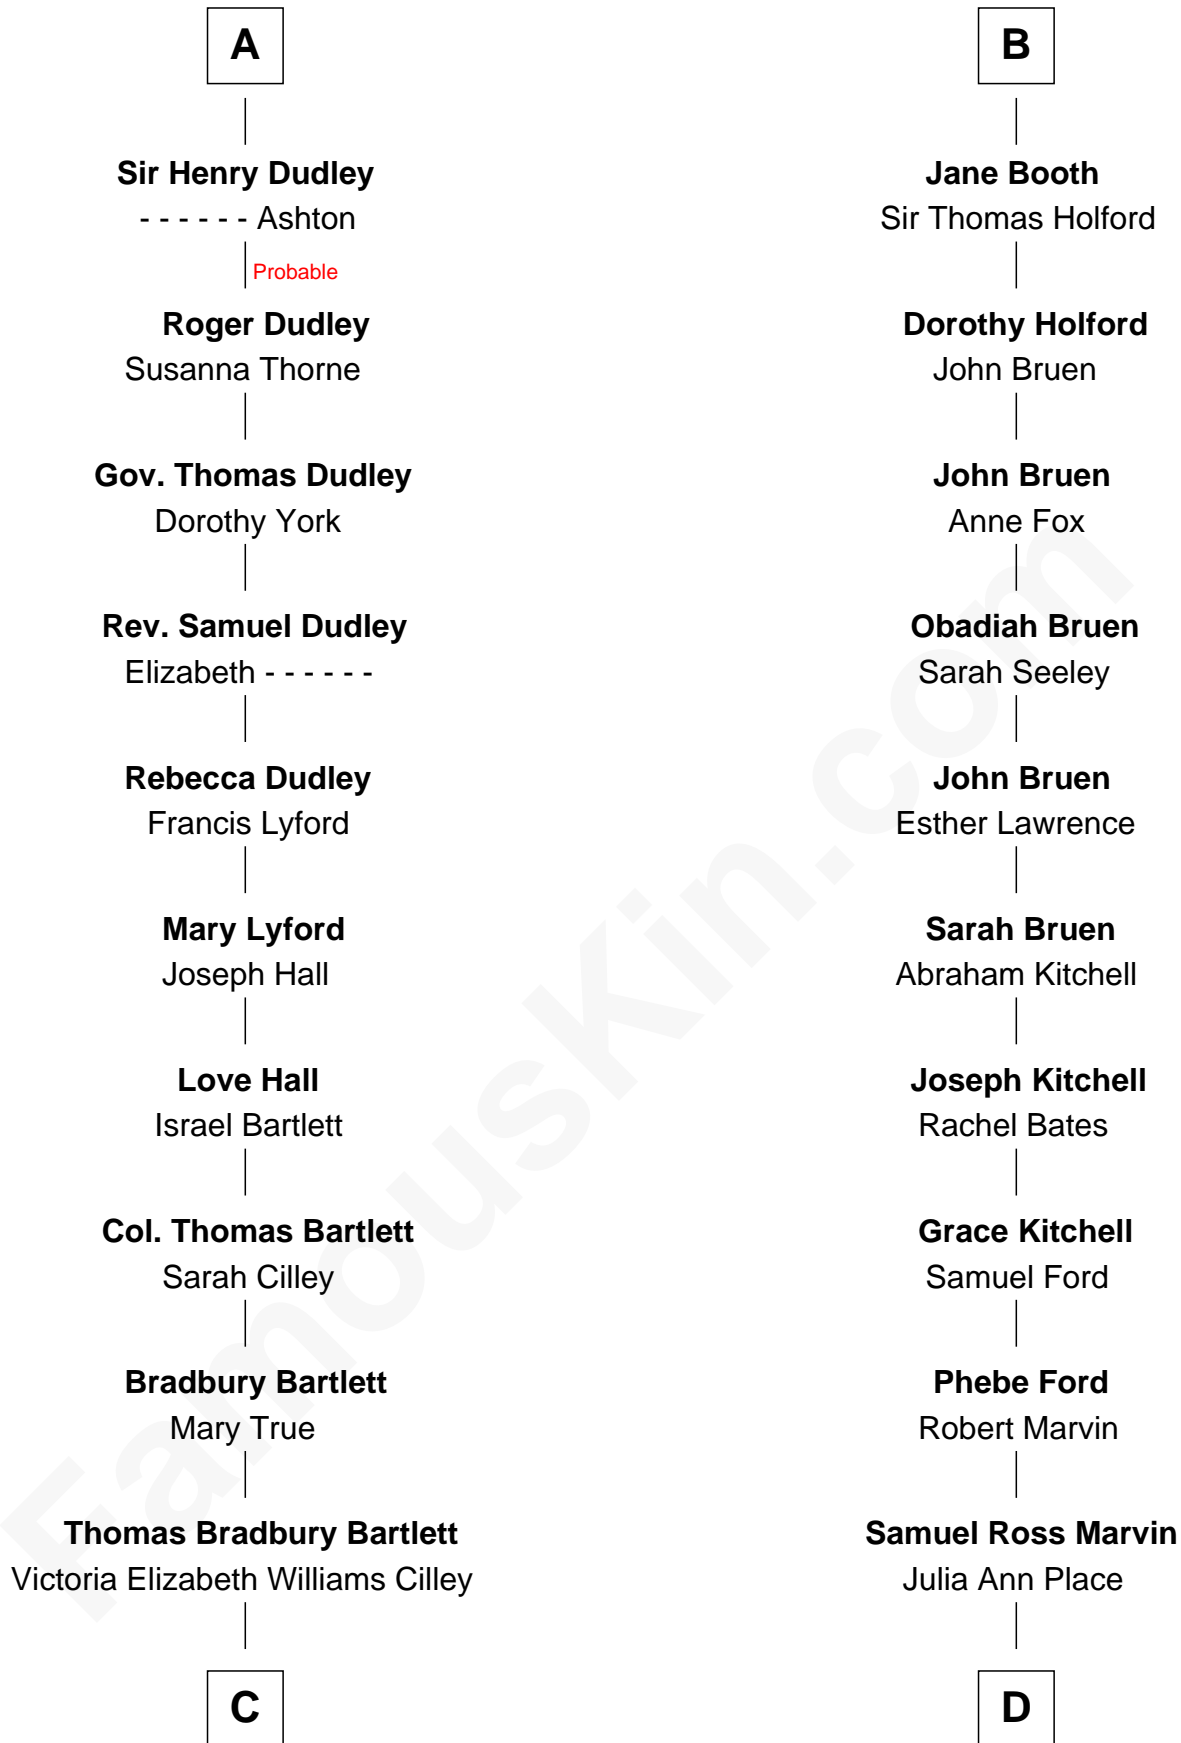 A
Sir Henry Dudley
- - - - - - Ashton
Probable
Roger Dudley
Susanna Thorne
Gov. Thomas Dudley
Dorothy York
Rev. Samuel Dudley
Elizabeth - - - - - -
Rebecca Dudley
Francis Lyford
Mary Lyford
Joseph Hall
Love Hall
Israel Bartlett
Col. Thomas Bartlett
Sarah Cilley
Bradbury Bartlett
Mary True
Thomas Bradbury Bartlett
Victoria Elizabeth Williams Cilley
C
B
Jane Booth
Sir Thomas Holford
Dorothy Holford
John Bruen
John Bruen
Anne Fox
Obadiah Bruen
Sarah Seeley
John Bruen
Esther Lawrence
Sarah Bruen
Abraham Kitchell
Joseph Kitchell
Rachel Bates
Grace Kitchell
Samuel Ford
Phebe Ford
Robert Marvin
Samuel Ross Marvin
Julia Ann Place
D
FamousKin.com